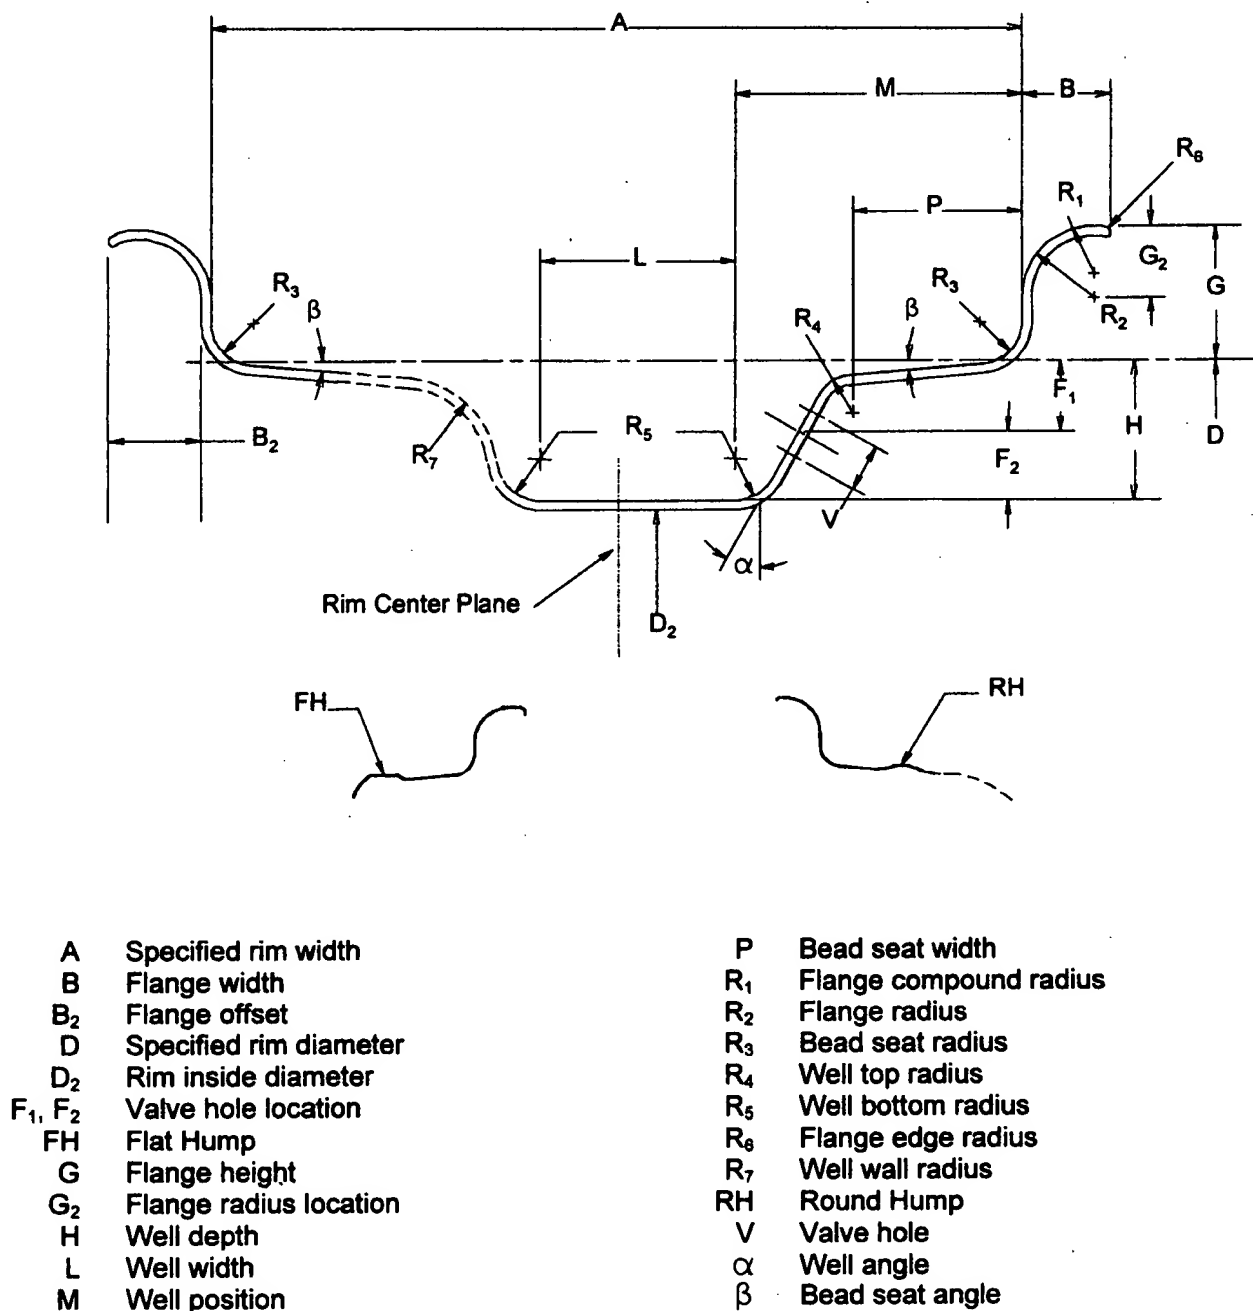 A
M
B
R₆
R₁
P
G₂
L
G
R₃
β
R₃
β
R₂
R₄
F₁
H
D
B₂
R₇
R₅
F₂
V
α
Rim Center Plane
D₂
FH
RH
A Specified rim width
B Flange width
B₂ Flange offset
D Specified rim diameter
D₂ Rim inside diameter
F₁, F₂ Valve hole location
FH Flat Hump
G Flange height
G₂ Flange radius location
H Well depth
L Well width
M Well position
P Bead seat width
R₁ Flange compound radius
R₂ Flange radius
R₃ Bead seat radius
R₄ Well top radius
R₅ Well bottom radius
R₆ Flange edge radius
R₇ Well wall radius
RH Round Hump
V Valve hole
α Well angle
β Bead seat angle